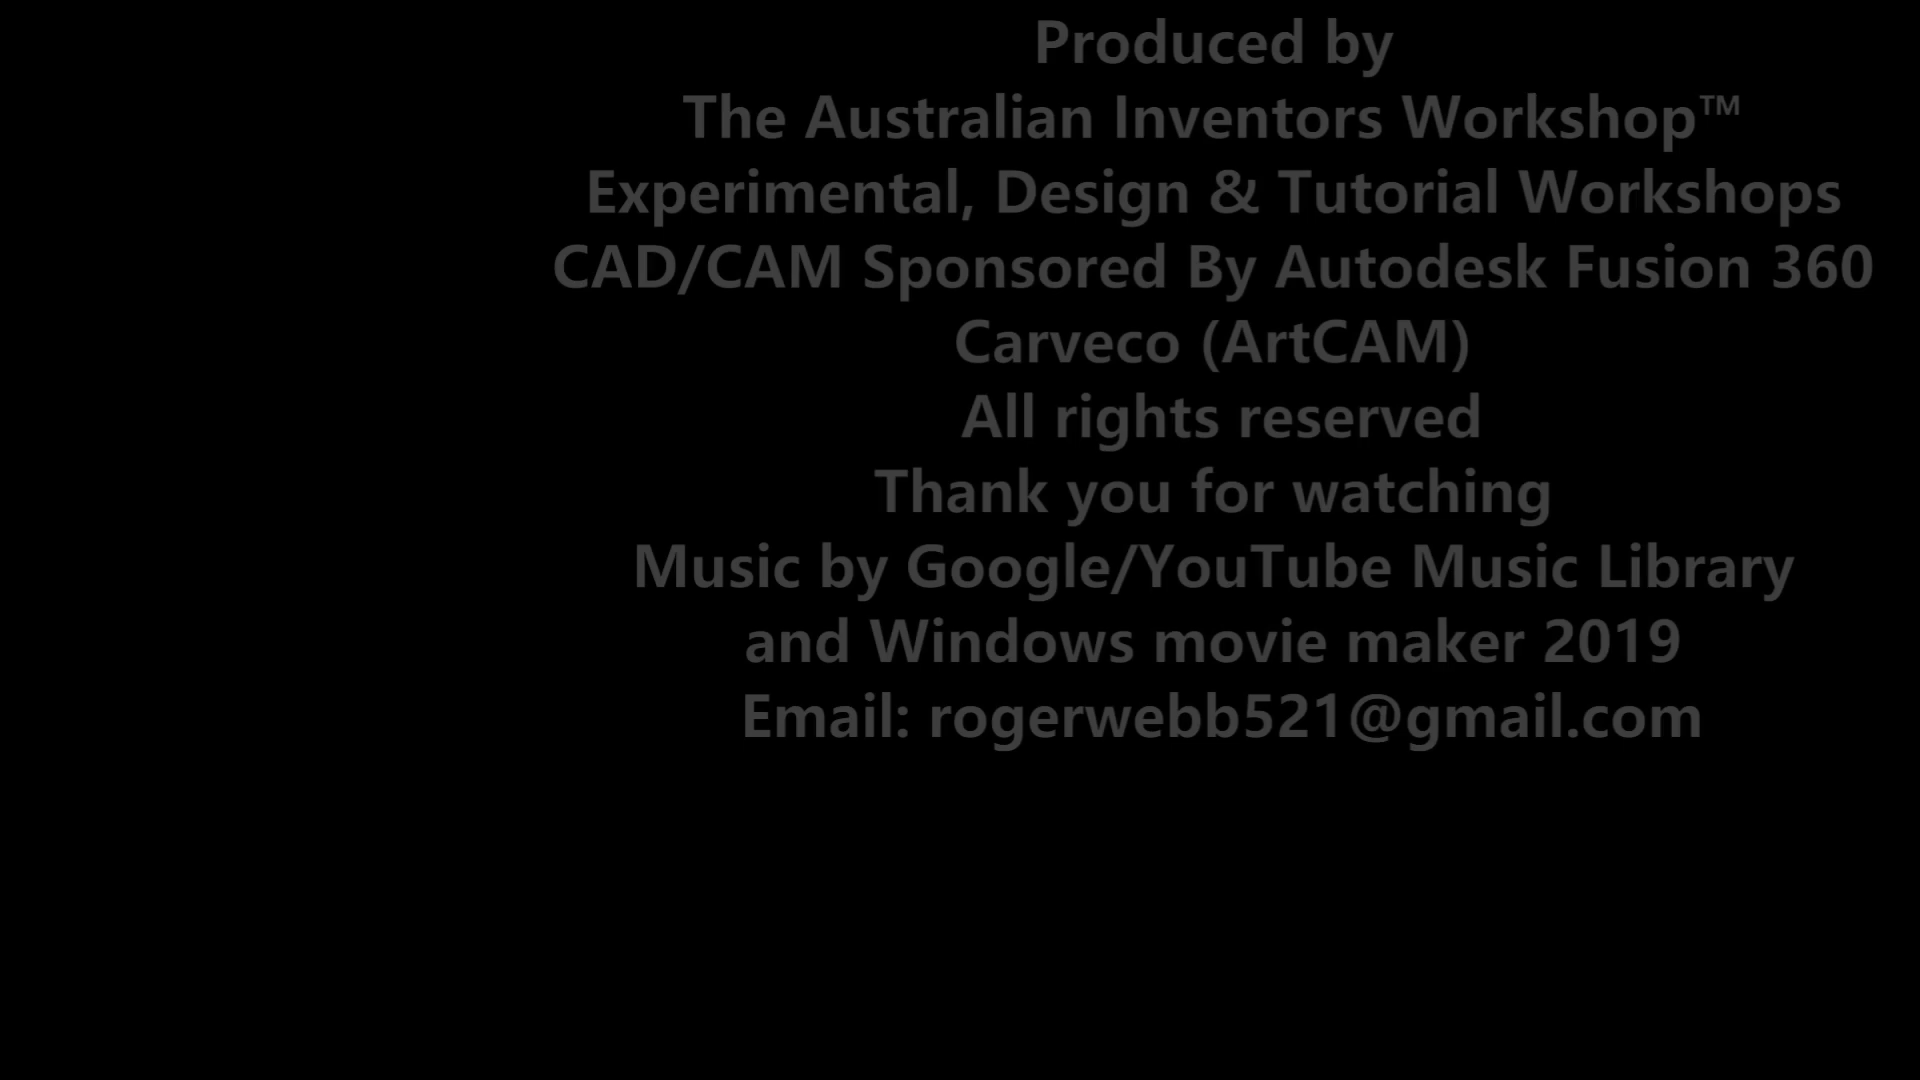 Produced by
The Australian Inventors Workshop™
Experimental, Design & Tutorial Workshops
CAD/CAM Sponsored By Autodesk Fusion 360
Carveco (ArtCAM)
All rights reserved
Thank you for watching
Music by Google/YouTube Music Library
and Windows movie maker 2019
Email: rogerwebb521@gmail.com